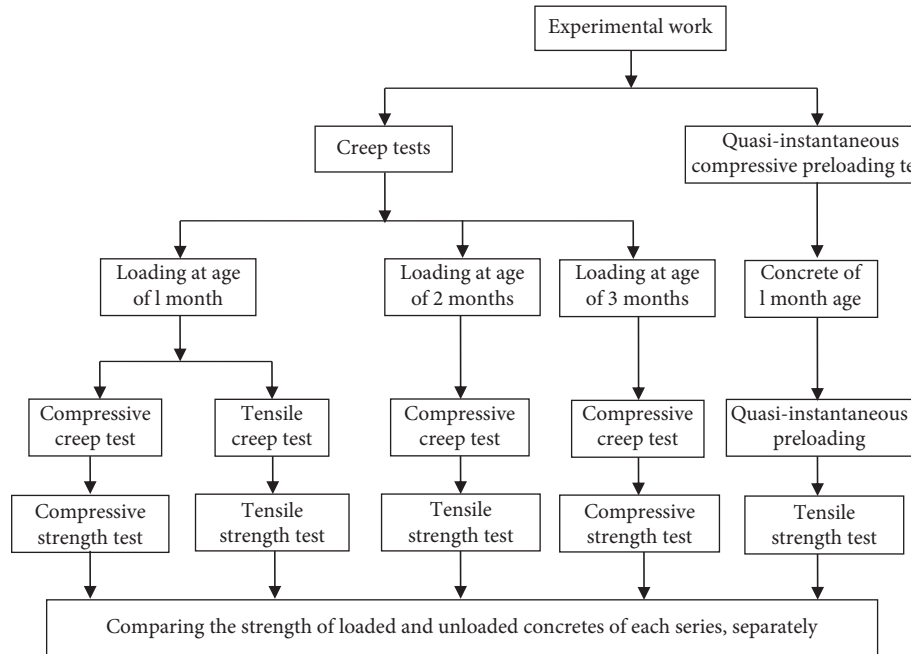 Experimental work
Creep tests
Quasi-instantaneous
compressive preloading te
Loading at age
of l month
Loading at age
of 2 months
Loading at age
of 3 months
Concrete of
l month age
Compressive
creep test
Tensile
creep test
Compressive
creep test
Compressive
creep test
Quasi-instantaneous
preloading
Compressive
strength test
Tensile
strength test
Tensile
strength test
Compressive
strength test
Tensile
strength test
Comparing the strength of loaded and unloaded concretes of each series, separately